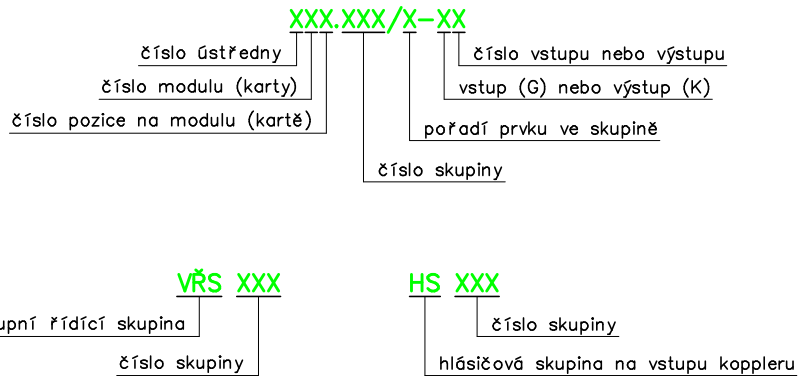 XXX.XXX/X-XX
číslo ústředny
číslo vstupu nebo výstupu
číslo modulu (karty)
vstup (G) nebo výstup (K)
číslo pozice na modulu (kartě)
pořadí prvku ve skupině
číslo skupiny
VŘS XXX
HS XXX
upní řídící skupina
číslo skupiny
číslo skupiny
hlásičová skupina na vstupu koppleru